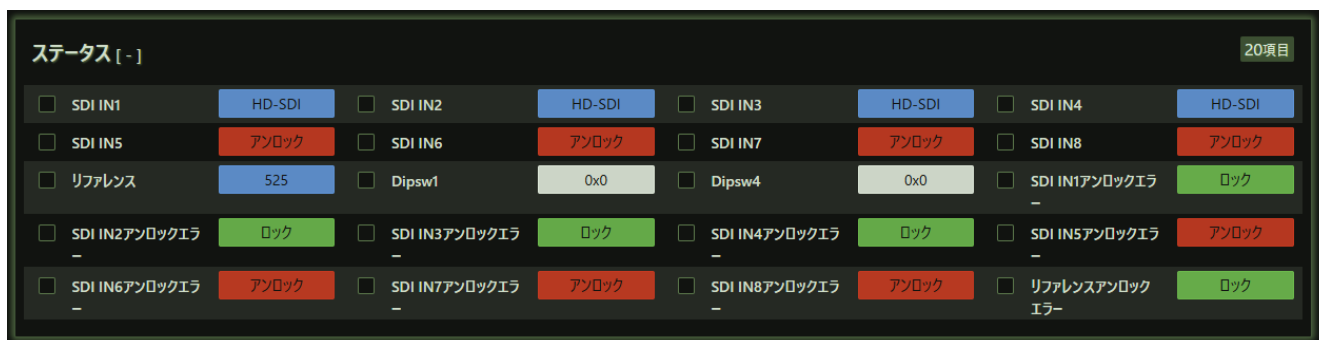 ステータス [ - ]
20項目
SDI IN1 HD-SDI SDI IN2 HD-SDI SDI IN3 HD-SDI SDI IN4 HD-SDI
SDI IN5 アンロック SDI IN6 アンロック SDI IN7 アンロック SDI IN8 アンロック
リファレンス 525 Dipsw1 0x0 Dipsw4 0x0 SDI IN1アンロックエラ ロック
ー
SDI IN2アンロックエラ ロック SDI IN3アンロックエラ ロック SDI IN4アンロックエラ ロック SDI IN5アンロックエラ アンロック
ー ー ー ー
SDI IN6アンロックエラ アンロック SDI IN7アンロックエラ アンロック SDI IN8アンロックエラ アンロック リファレンスアンロック ロック
ー ー ー エラー